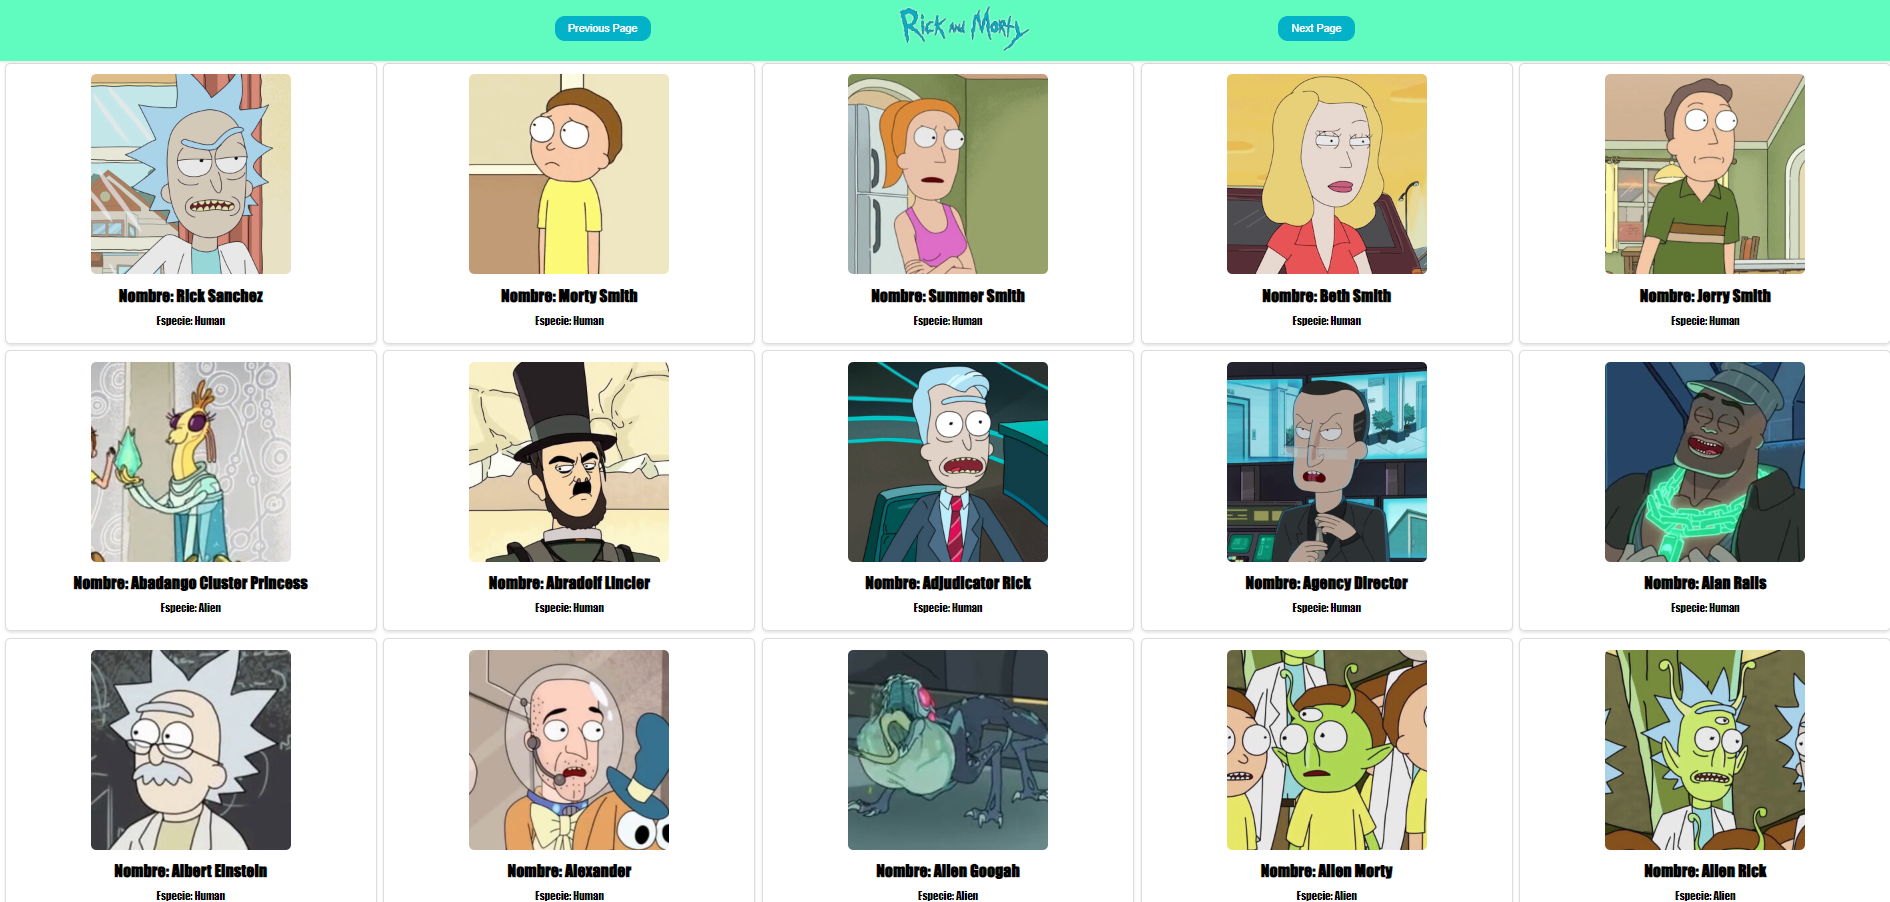 Previous Page
Rick and Morty
Next Page
Nombre: Rick Sanchez
Especie: Human
Nombre: Morty Smith
Especie: Human
Nombre: Summer Smith
Especie: Human
Nombre: Beth Smith
Especie: Human
Nombre: Jerry Smith
Especie: Human
Nombre: Abadango Cluster Princess
Especie: Alien
Nombre: Abradolf Lincler
Especie: Human
Nombre: Adjudicator Rick
Especie: Human
Nombre: Agency Director
Especie: Human
Nombre: Alan Rails
Especie: Human
Nombre: Albert Einstein
Especie: Human
Nombre: Alexander
Especie: Human
Nombre: Alien Googah
Especie: Alien
Nombre: Alien Morty
Especie: Alien
Nombre: Alien Rick
Especie: Alien